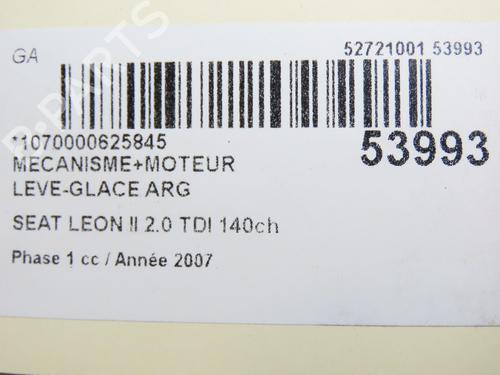 GA
52721001 53993
11070000625845
53993
MECANISME+MOTEUR
LEVE-GLACE ARG
SEAT LEON II 2.0 TDI 140ch
Phase 1 cc / Année 2007
B-PARTS